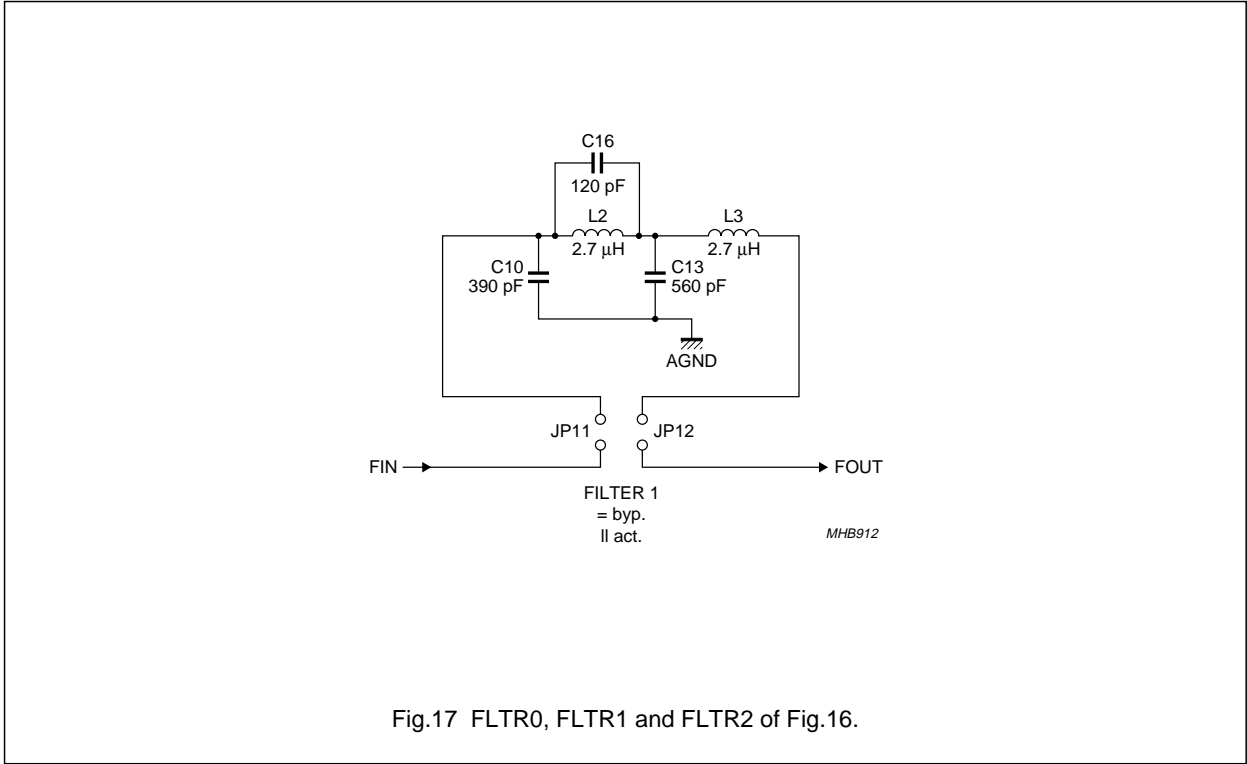 C16
120 pF
L2
2.7 μH
L3
2.7 μH
C10
390 pF
C13
560 pF
AGND
JP11
JP12
FIN
FOUT
FILTER 1
= byp.
ll act.
MHB912
Fig.17 FLTR0, FLTR1 and FLTR2 of Fig.16.